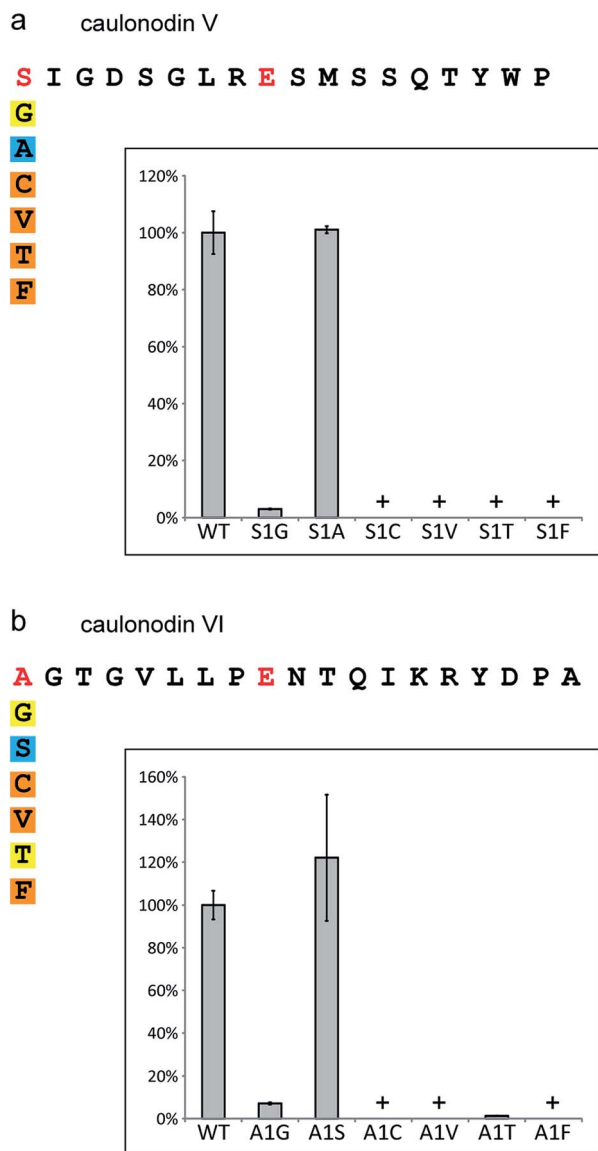 a caulonodin V
S I G D S G L R E S M S S Q T Y W P
G
A
C
V
T
F
120%
100%
80%
60%
40%
20%
0%
+ + + +
WT S1G S1A S1C S1V S1T S1F
b caulonodin VI
A G T G V L L P E N T Q I K R Y D P A
G
S
C
V
T
F
160%
140%
120%
100%
80%
60%
40%
20%
0%
+ + +
WT A1G A1S A1C A1V A1T A1F